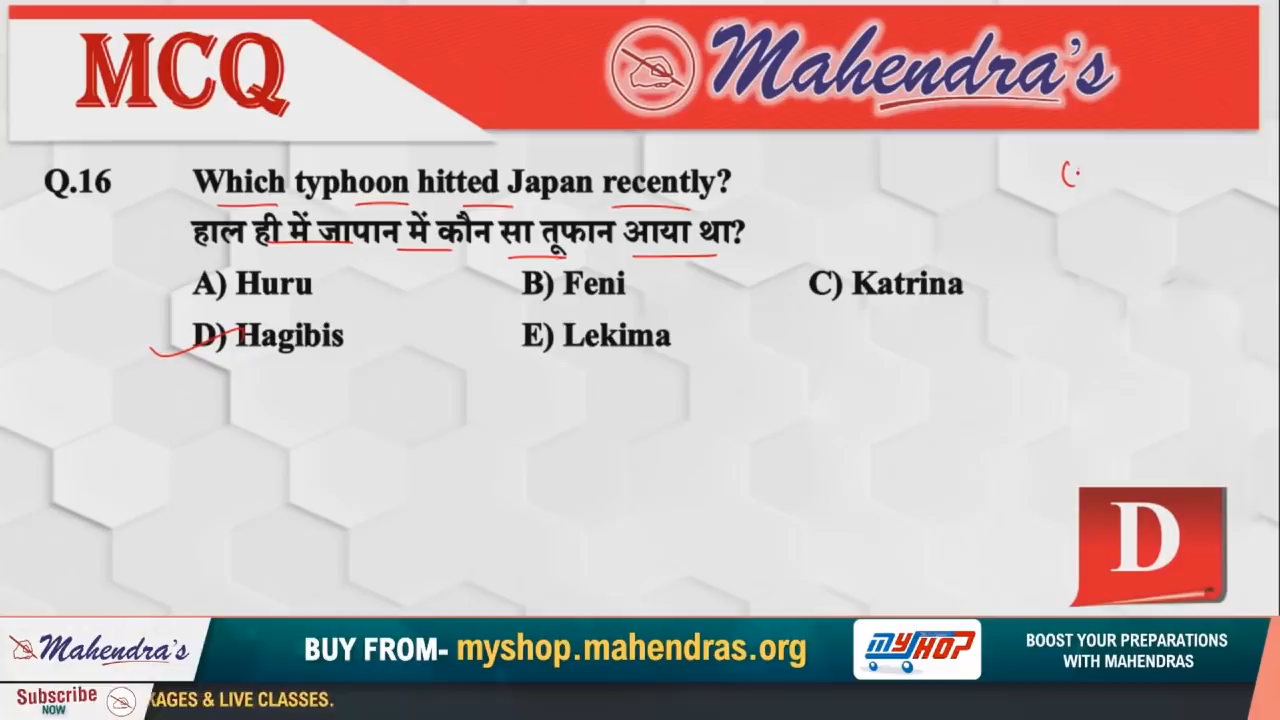 MCQ
Mahendra's
Q.16 Which typhoon hitted Japan recently?
हाल ही में जापान में कौन सा तूफान आया था?
A) Huru B) Feni C) Katrina
D) Hagibis E) Lekima
D
Mahendra's
BUY FROM- myshop.mahendras.org
MYSHOP
BOOST YOUR PREPARATIONS
WITH MAHENDRAS
Subscribe
NOW
KAGES & LIVE CLASSES.